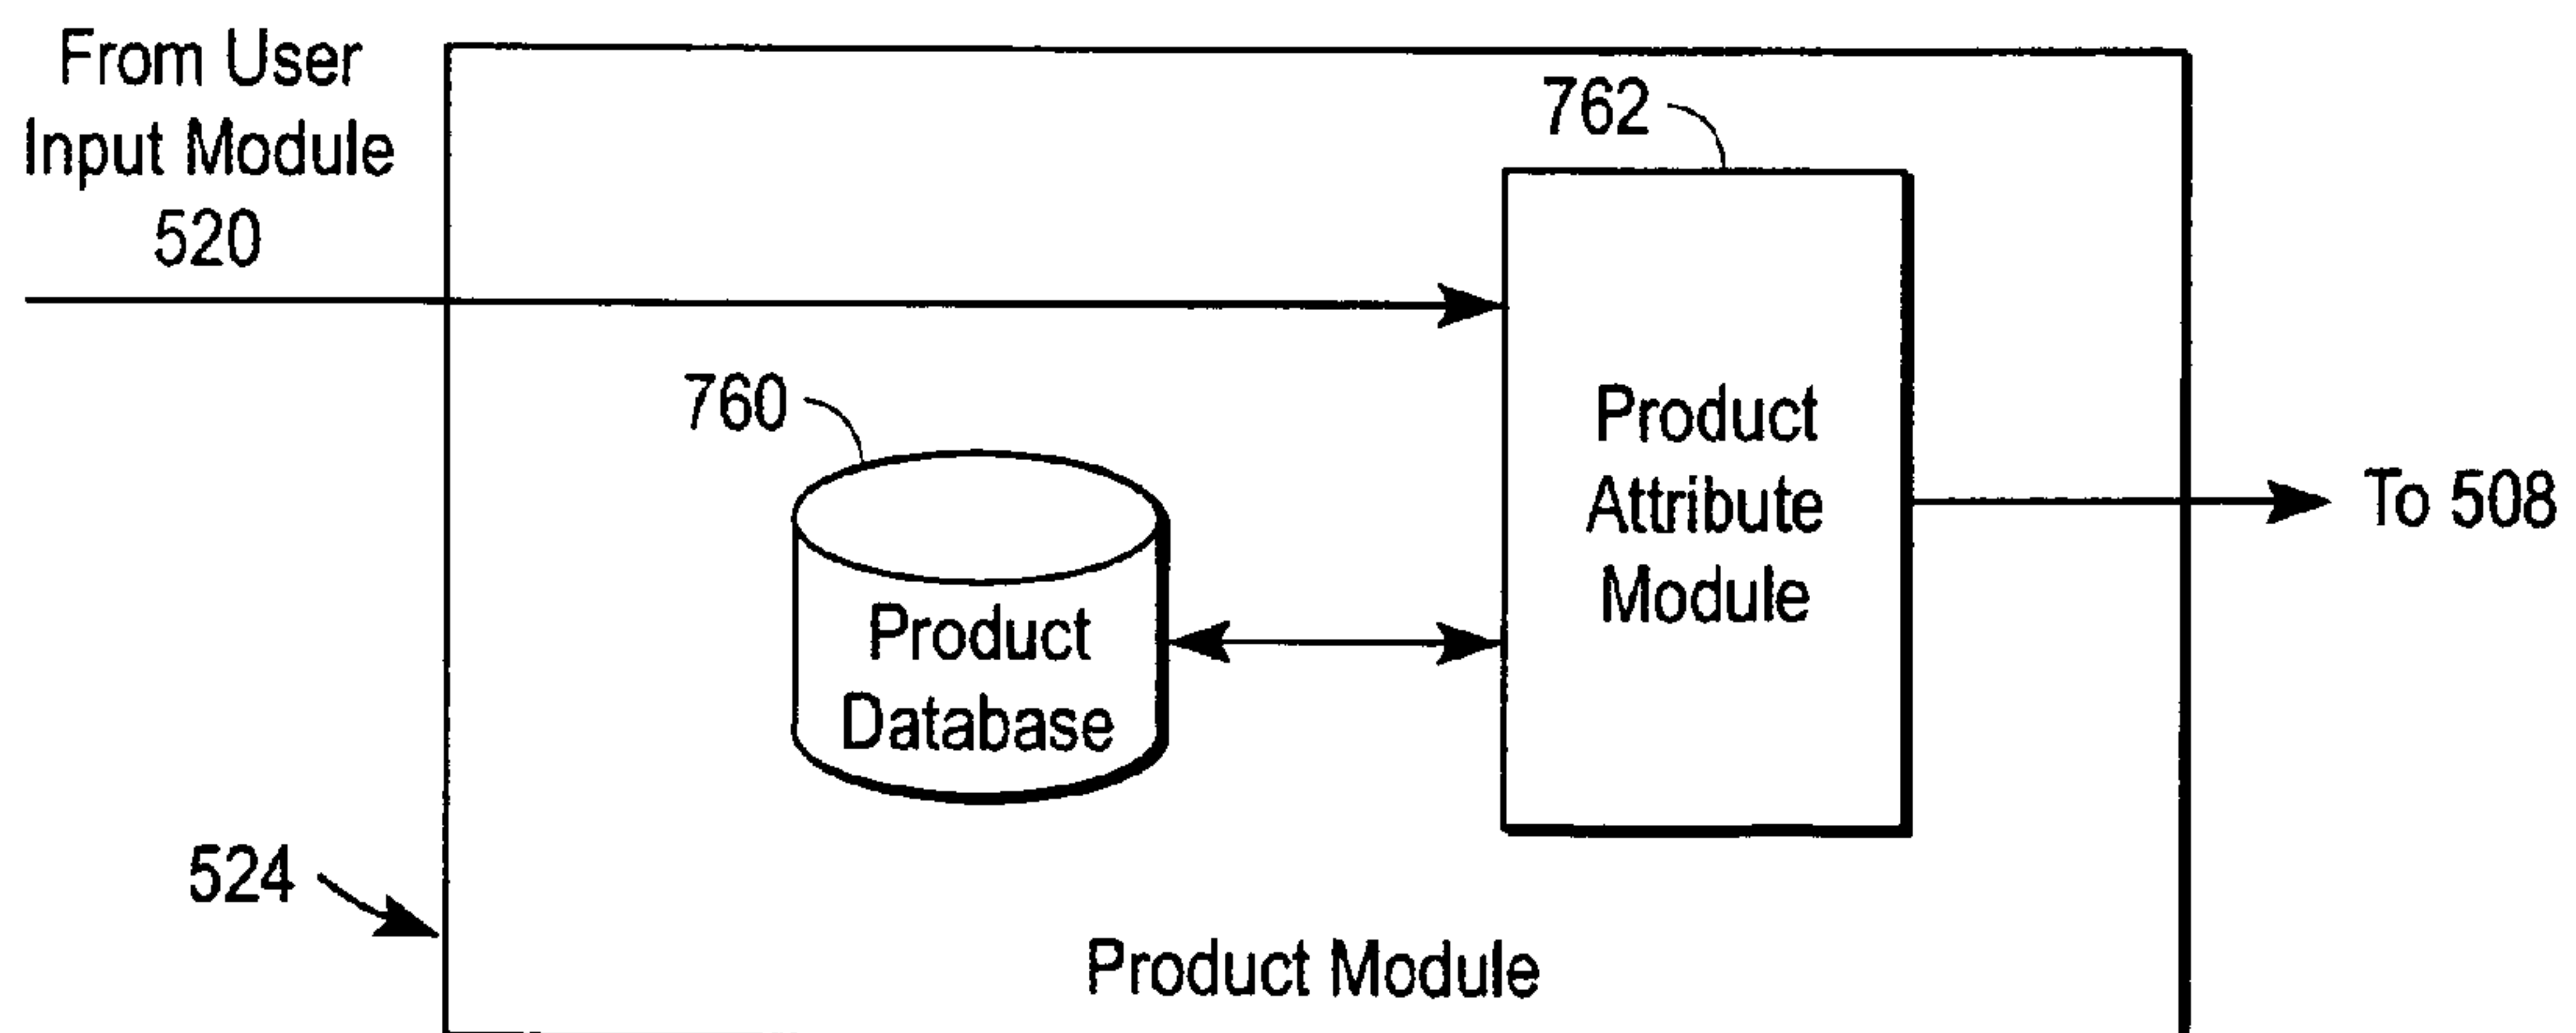 From User
Input Module
520
762
760
Product
Attribute
Module
To 508
Product
Database
524
Product Module